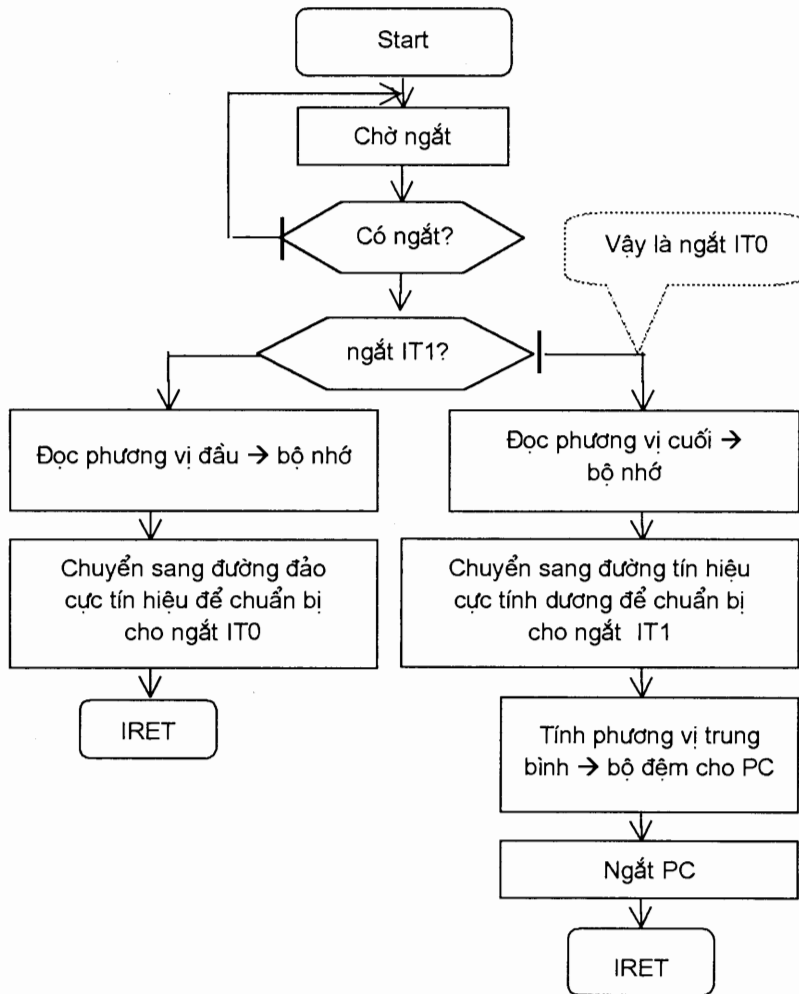 Start
Chờ ngắt
Có ngắt?
Vậy là ngắt IT0
ngắt IT1?
Đọc phương vị đầu → bộ nhớ
Đọc phương vị cuối →
bộ nhớ
Chuyển sang đường đảo
cực tín hiệu để chuẩn bị
cho ngắt IT0
Chuyển sang đường tín hiệu
cực tính dương để chuẩn bị
cho ngắt IT1
IRET
Tính phương vị trung
bình → bộ đệm cho PC
Ngắt PC
IRET